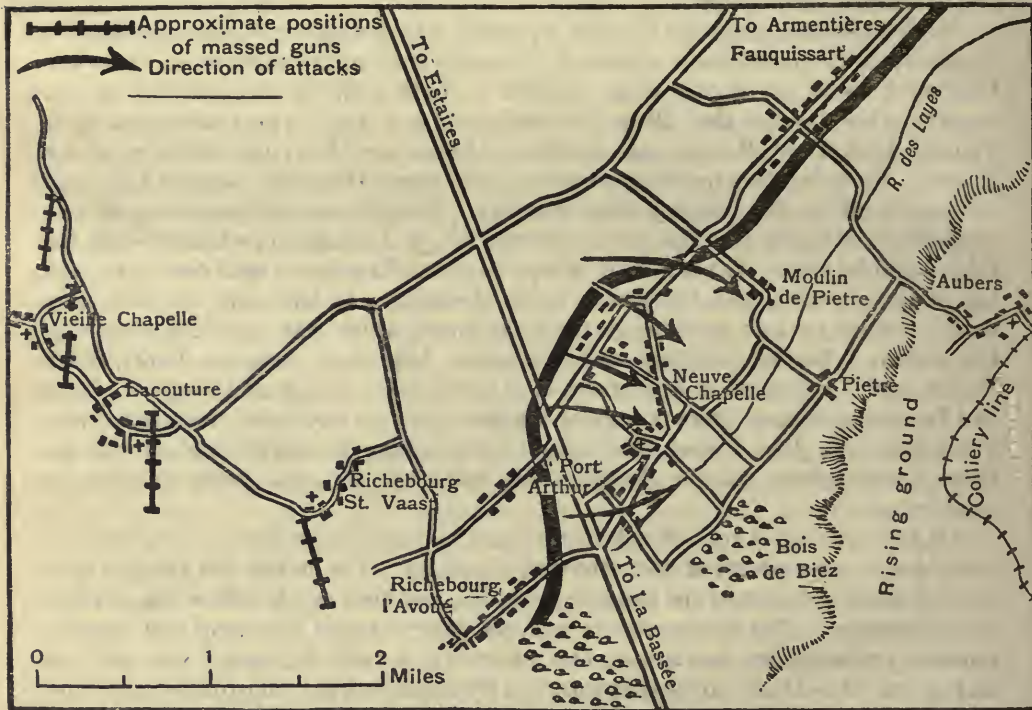 Approximate positions
of massed guns
Direction of attacks
To Estaires
To Armentières
Fauquissart
R. des Layes
Vieille Chapelle
Lacouture
Richebourg
St. Vaast
Richebourg
l'Avoué
Moulin
de Pietre
Aubers
Neuve
Chapelle
Pietre
Port
Arthur
Bois
de Biez
Rising ground
Colliery line
To La Bassée
0 1 2
Miles